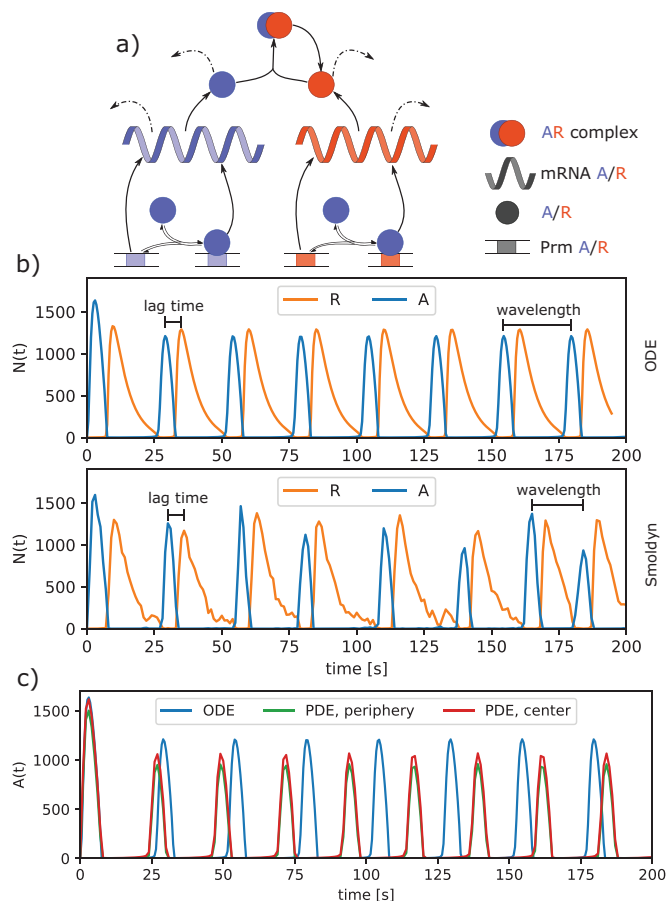 a)
AR complex
mRNA A/R
A/R
Prm A/R
b)
lag time
R A
wavelength
1500
1000
500
0
N(t)
ODE
0 25 50 75 100 125 150 175 200
lag time
R A
wavelength
1500
1000
500
0
N(t)
Smoldyn
0 25 50 75 100 125 150 175 200
time [s]
c)
ODE PDE, periphery PDE, center
1500
1000
500
0
A(t)
0 25 50 75 100 125 150 175 200
time [s]